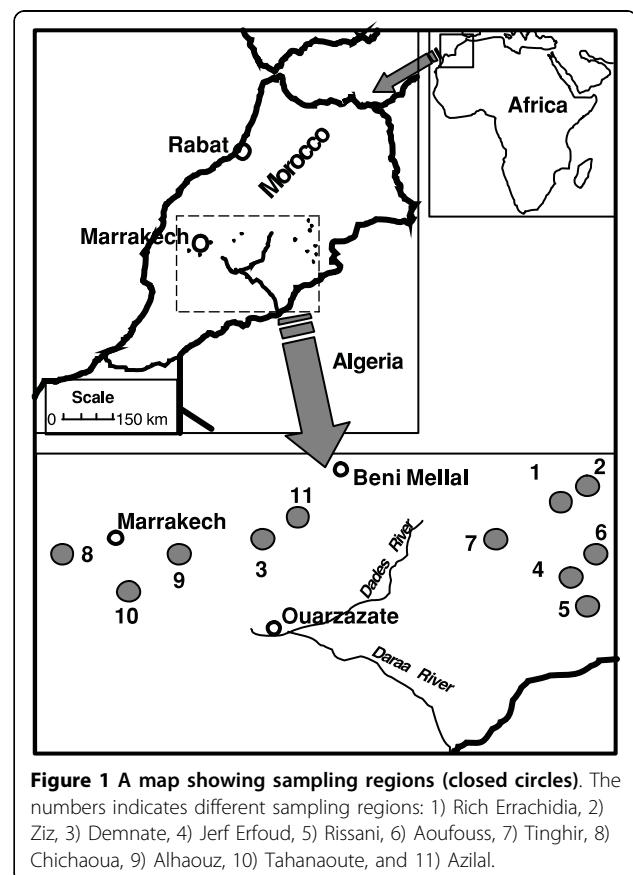 Africa
Rabat
Morocco
Marrakech
Algeria
Scale
0 150 km
Beni Mellal
1
2
11
Marrakech
8
9
3
7
6
4
10
5
Dades River
Ouarzazate
Daraa River
Figure 1 A map showing sampling regions (closed circles). The
numbers indicates different sampling regions: 1) Rich Errachidia, 2)
Ziz, 3) Demnate, 4) Jerf Erfoud, 5) Rissani, 6) Aoufouss, 7) Tinghir, 8)
Chichaoua, 9) Alhaouz, 10) Tahanaoute, and 11) Azilal.